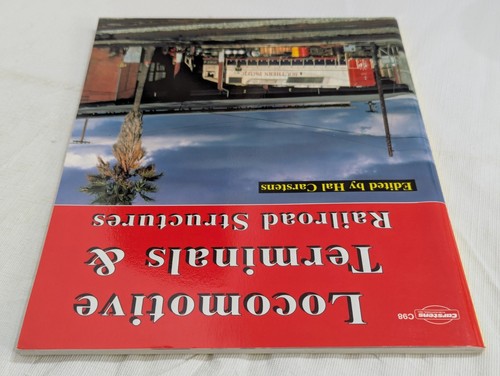 Carstens C98
Locomotive
Terminals &
Railroad Structures
Edited by Hal Carstens